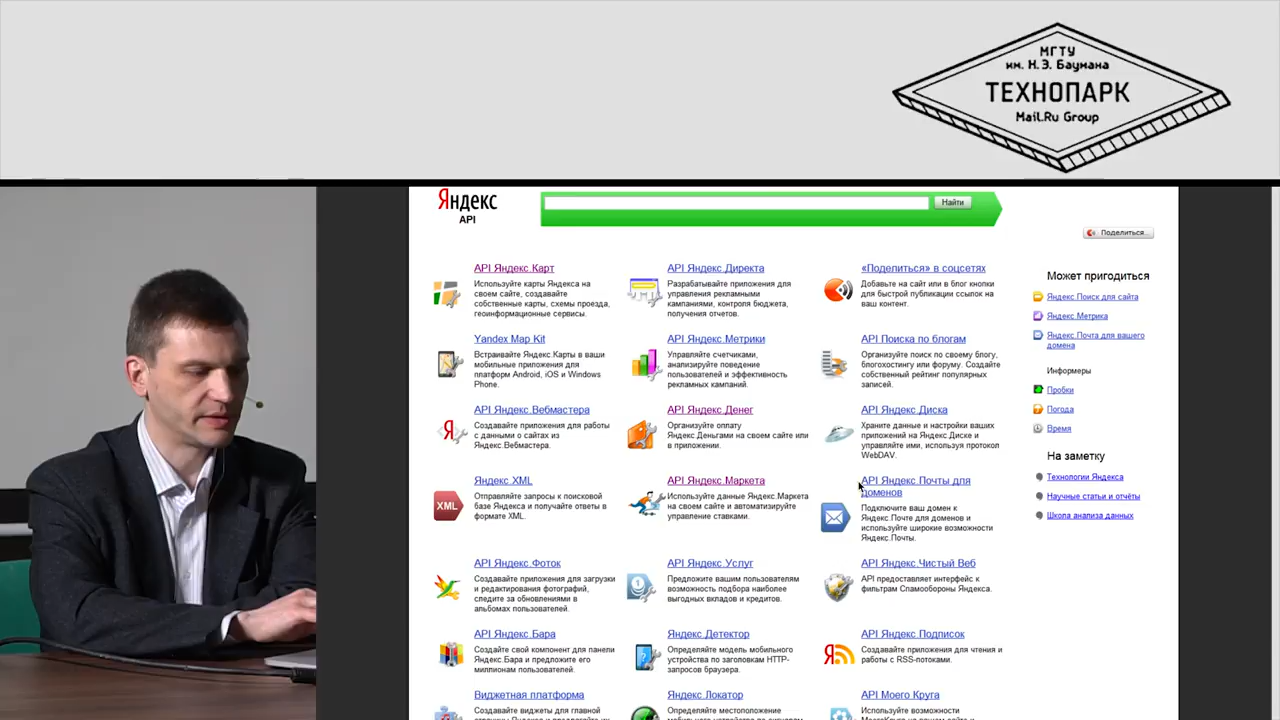 МГТУ
им. Н.Э. Баумана
ТЕХНОПАРК
Mail.Ru Group
Яндекс
API
Найти
Поделиться...
API Яндекс.Карт
Используйте карты Яндекса на
своем сайте, создавайте
собственные карты, схемы проезда,
геоинформационные сервисы.
API Яндекс.Директа
Разрабатывайте приложения для
управления рекламными
кампаниями, контроля бюджета,
получения отчетов.
«Поделиться» в соцсетях
Добавьте на сайт или в блог кнопки
для быстрой публикации ссылок на
ваш контент.
Yandex Map Kit
Встраивайте Яндекс.Карты в ваши
мобильные приложения для
платформ Android, iOS и Windows
Phone.
API Яндекс.Метрики
Управляйте счетчиками,
анализируйте поведение
пользователей и эффективность
рекламных кампаний.
API Поиска по блогам
Организуйте поиск по своему блогу,
блогохостингу или форуму. Создайте
собственный рейтинг популярных
записей.
API Яндекс.Вебмастера
Создавайте приложения для работы
с данными о сайтах из
Яндекс.Вебмастера.
API Яндекс.Денег
Организуйте оплату
Яндекс.Деньгами на своем сайте или
в приложении.
API Яндекс.Диска
Храните данные и настройки ваших
приложений на Яндекс.Диске и
управляйте ими, используя протокол
WebDAV.
Яндекс.XML
XML
Отправляйте запросы к поисковой
базе Яндекса и получайте ответы в
формате XML.
API Яндекс.Маркета
Используйте данные Яндекс.Маркета
на своем сайте и автоматизируйте
управление ставками.
API Яндекс.Почты для
доменов
Подключите ваш домен к
Яндекс.Почте для доменов и
используйте широкие возможности
Яндекс.Почты.
API Яндекс.Фоток
Создавайте приложения для загрузки
и редактирования фотографий,
следите за обновлениями в
альбомах пользователей.
API Яндекс.Услуг
Предложите вашим пользователям
возможность подбора наиболее
выгодных вкладов и кредитов.
API Яндекс.Чистый Веб
API предоставляет интерфейс к
фильтрам Спамообороны Яндекса.
API Яндекс.Бара
Создайте свой компонент для панели
Яндекс.Бара и предложите его
миллионам пользователей.
Яндекс.Детектор
Определяйте модель мобильного
устройства по заголовкам HTTP-
запросов браузера.
API Яндекс.Подписок
Создавайте приложения для чтения и
работы с RSS-потоками.
Виджетная платформа
Создавайте виджеты для главной
Яндекс.Локатор
Определяйте местоположение
API Моего Круга
Используйте возможности
Может пригодиться
Яндекс.Поиск для сайта
Яндекс.Метрика
Яндекс.Почта для вашего
домена
Информеры
Пробки
Погода
Время
На заметку
Технологии Яндекса
Научные статьи и отчёты
Школа анализа данных